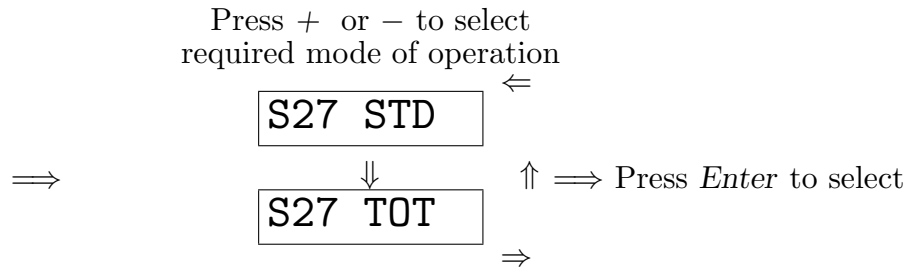 Press + or − to select
required mode of operation
⇐
S27 STD
⟹ ⇓ ⇑ ⟹ Press Enter to select
S27 TOT
⇒